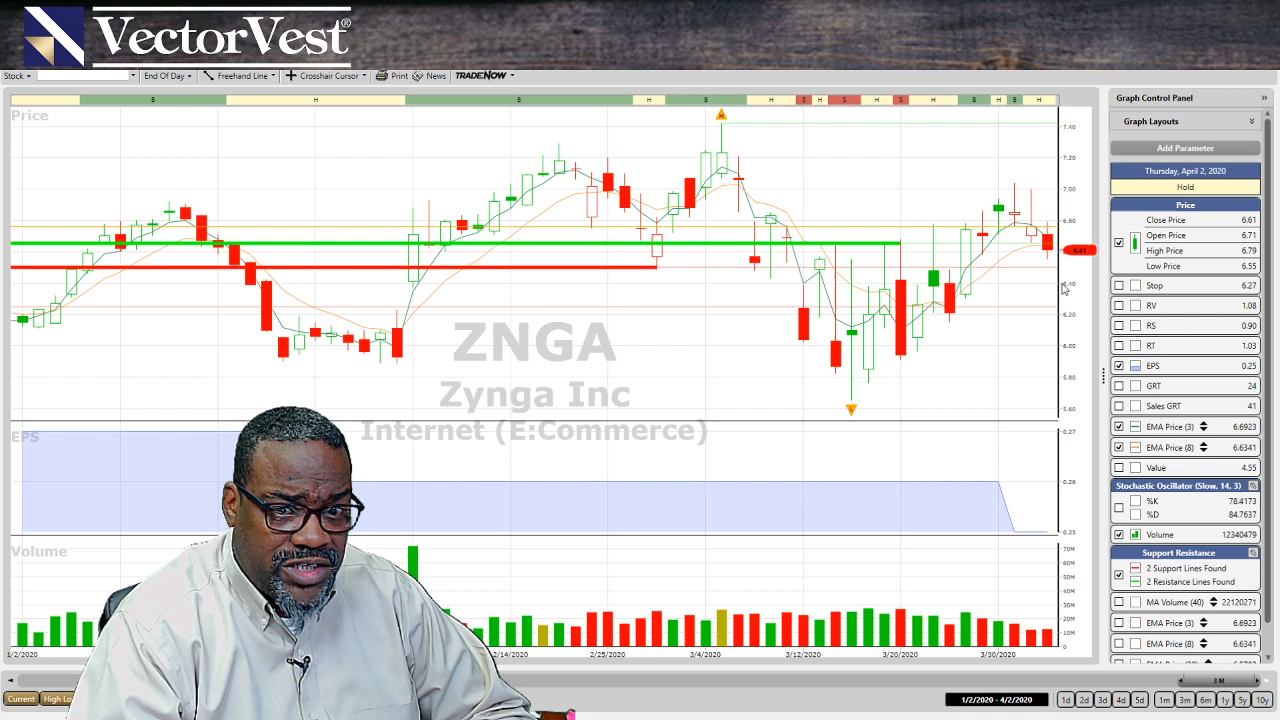 VectorVest®
Stock
End Of Day
Freehand Line
Crosshair Cursor
Print
News
TRADENOW
Graph Control Panel
Graph Layouts
Add Parameter
Thursday, April 2, 2020
Hold
Price
Close Price 6.61
Open Price 6.71
High Price 6.79
Low Price 6.55
Stop 6.27
RV 1.08
RS 0.90
RT 1.03
EPS 0.25
GRT 24
Sales GRT 41
EMA Price (3) 6.6923
EMA Price (8) 6.6341
Value 4.55
Stochastic Oscillator (Slow, 14, 3)
%K 78.4173
%D 84.7637
Volume 12340479
Support Resistance
2 Support Lines Found
2 Resistance Lines Found
MA Volume (40) 22120271
EMA Price (3) 6.6923
EMA Price (8) 6.6341
B H B H B H S H S H S H B H B H
Price
H
7.40
7.20
7.00
6.80
6.61
6.40
6.20
6.00
5.80
5.60
L
ZNGA
Zynga Inc
Internet (E:Commerce)
EPS
0.27
0.26
0.25
Volume
70M
60M
50M
40M
30M
20M
10M
0
1/2/2020 2/14/2020 2/25/2020 3/4/2020 3/12/2020 3/20/2020 3/30/2020
3 M
Current High Lo
1/2/2020 - 4/2/2020
1d 2d 3d 4d 5d 1m 3m 6m 1y 5y 10y